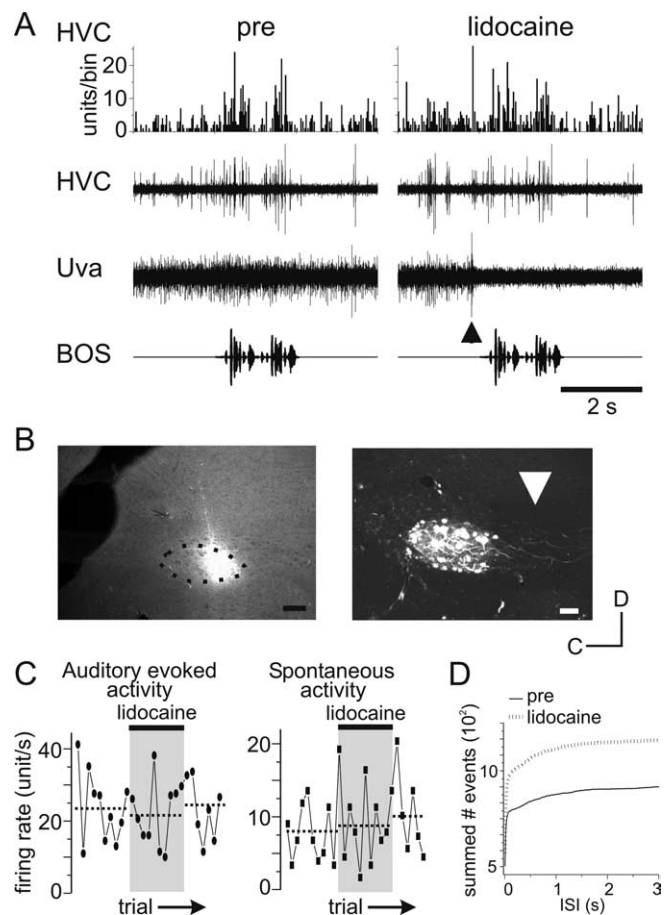 A
HVC
pre
lidocaine
units/bin
20
10
0
HVC
Uva
BOS
2 s
B
D
C
C
Auditory evoked activity
lidocaine
firing rate (unit/s)
40
20
0
trial
Spontaneous activity
lidocaine
20
10
0
trial
D
pre
lidocaine
summed # events (10²)
10
5
0
1
2
3
ISI (s)